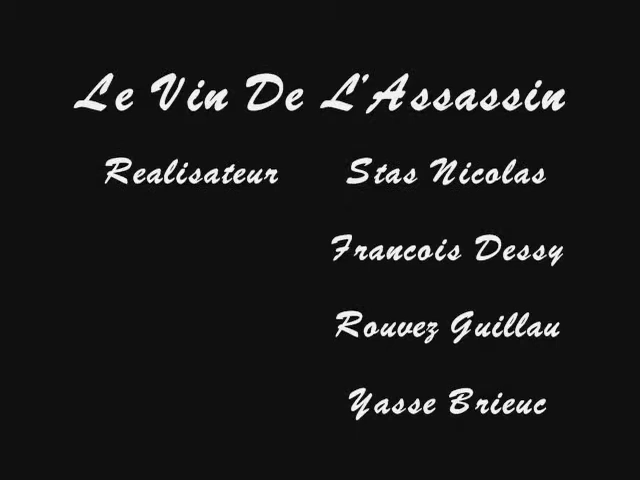 Le Vin De L'Assassin
Realisateur Stas Nicolas
Francois Dessy
Rouvez Guillau
Yasse Brieuc